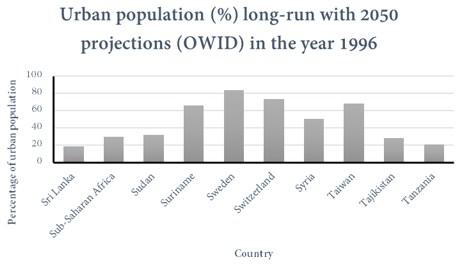 Urban population (%) long-run with 2050
projections (OWID) in the year 1996
Percentage of urban population
100
80
60
40
20
0
Sri Lanka
Sub-Saharan Africa
Sudan
Suriname
Sweden
Switzerland
Syria
Taiwan
Tajikistan
Tanzania
Country